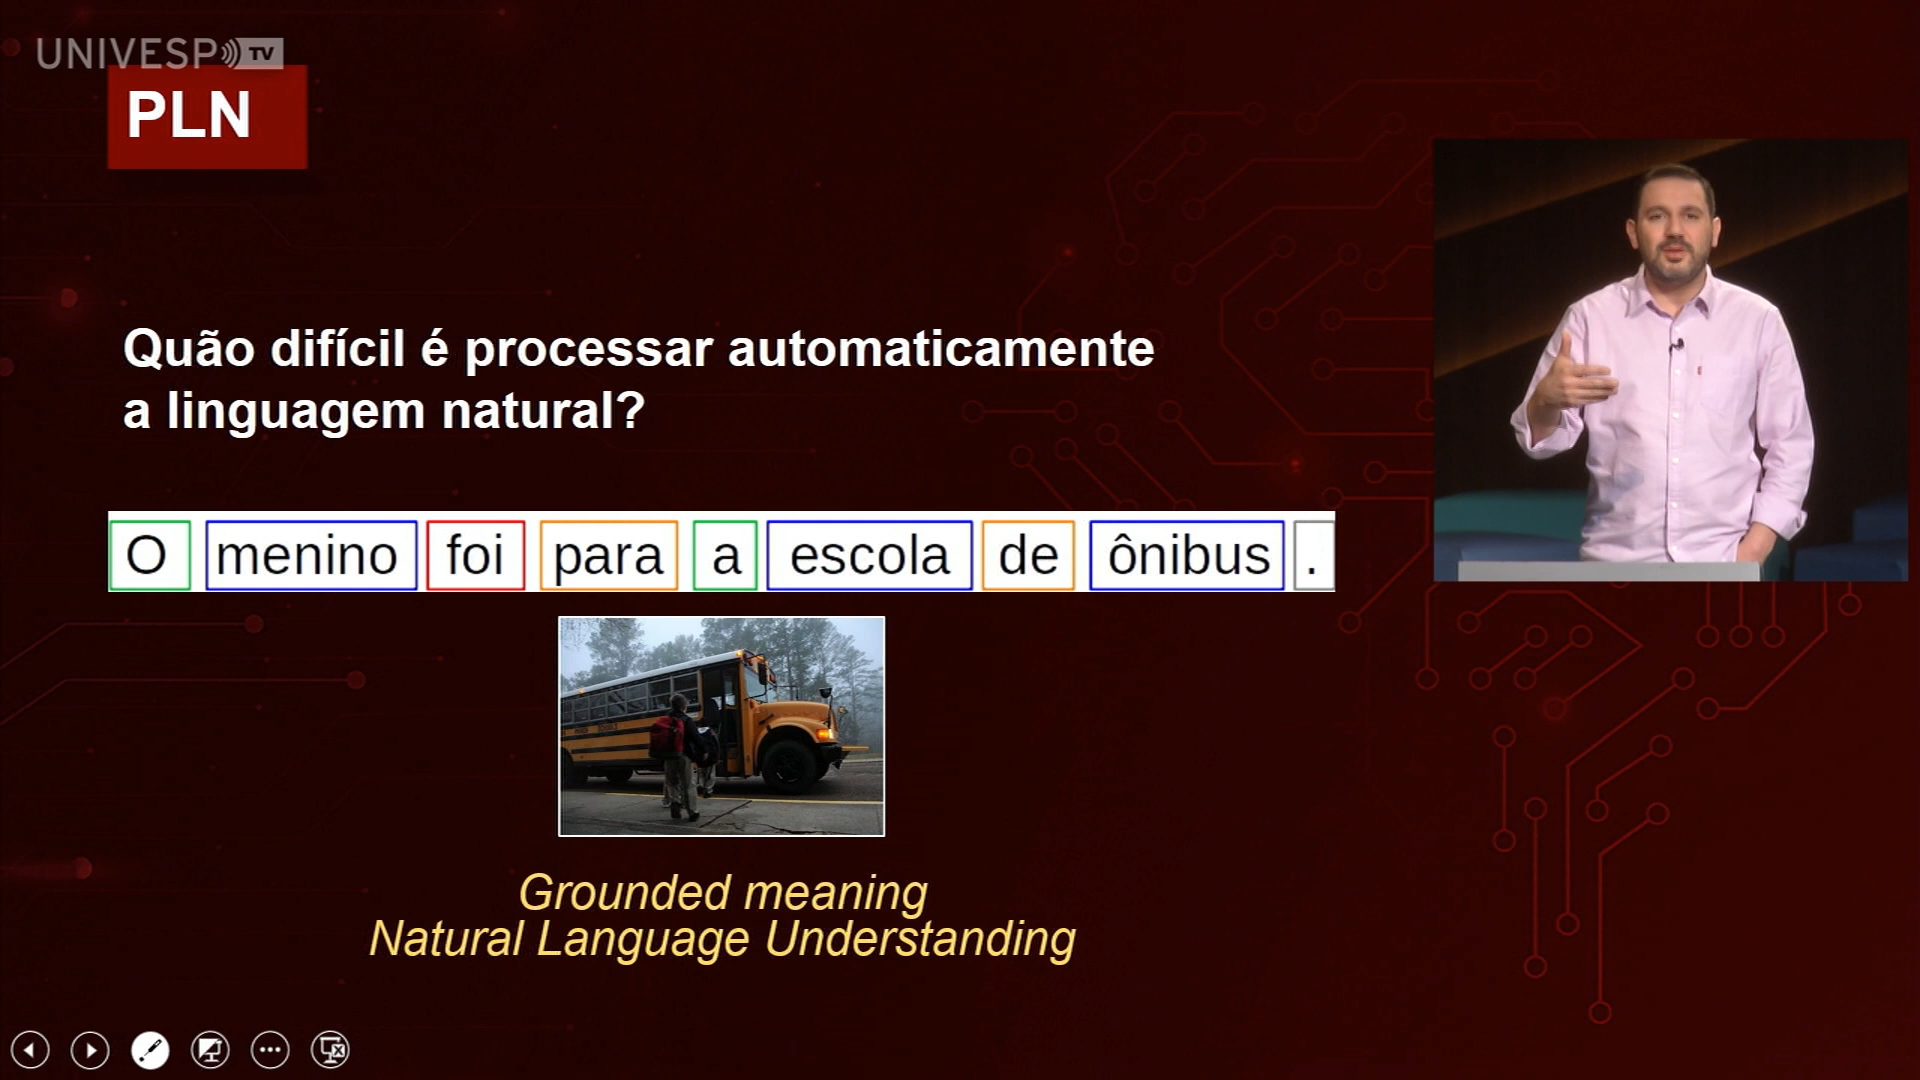 UNIVESP TV
PLN
Quão difícil é processar automaticamente
a linguagem natural?
O menino foi para a escola de ônibus .
Grounded meaning
Natural Language Understanding